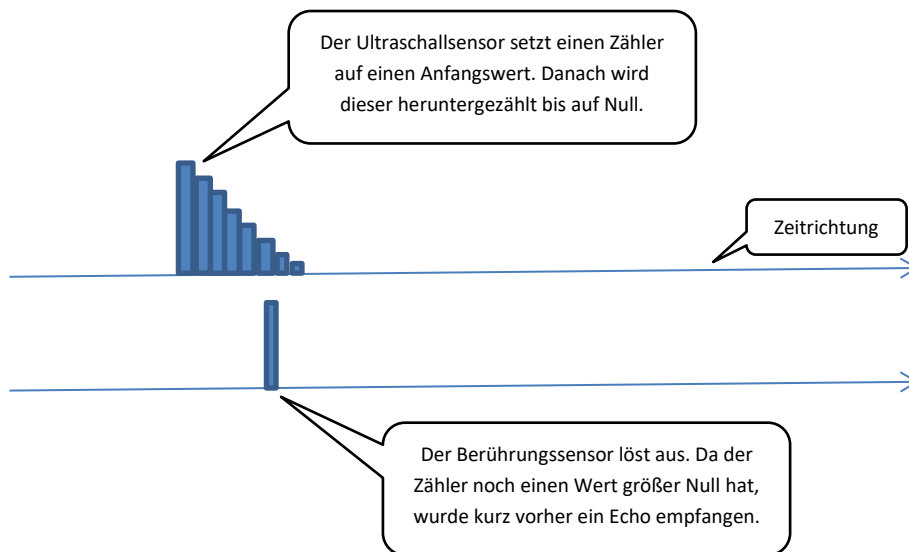 Der Ultraschallsensor setzt einen Zähler
auf einen Anfangswert. Danach wird
dieser heruntergezählt bis auf Null.
Zeitrichtung
Der Berührungssensor löst aus. Da der
Zähler noch einen Wert größer Null hat,
wurde kurz vorher ein Echo empfangen.